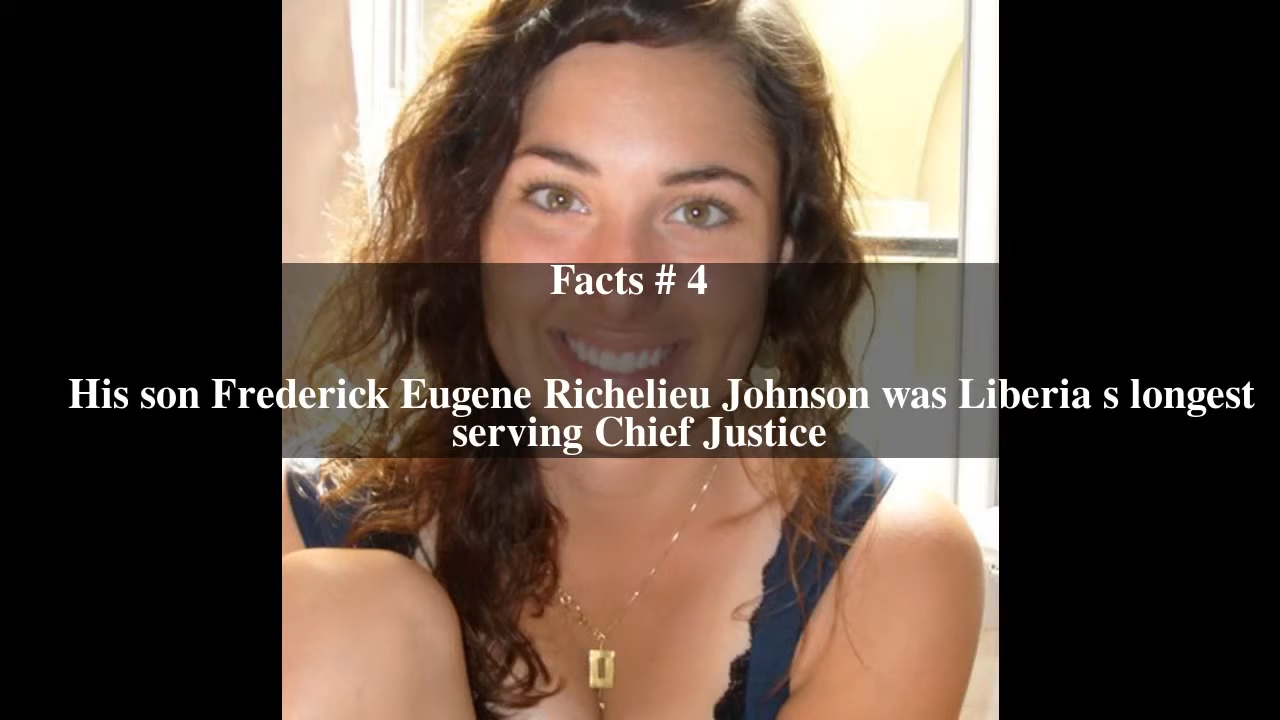 Facts # 4
His son Frederick Eugene Richelieu Johnson was Liberia s longest
serving Chief Justice